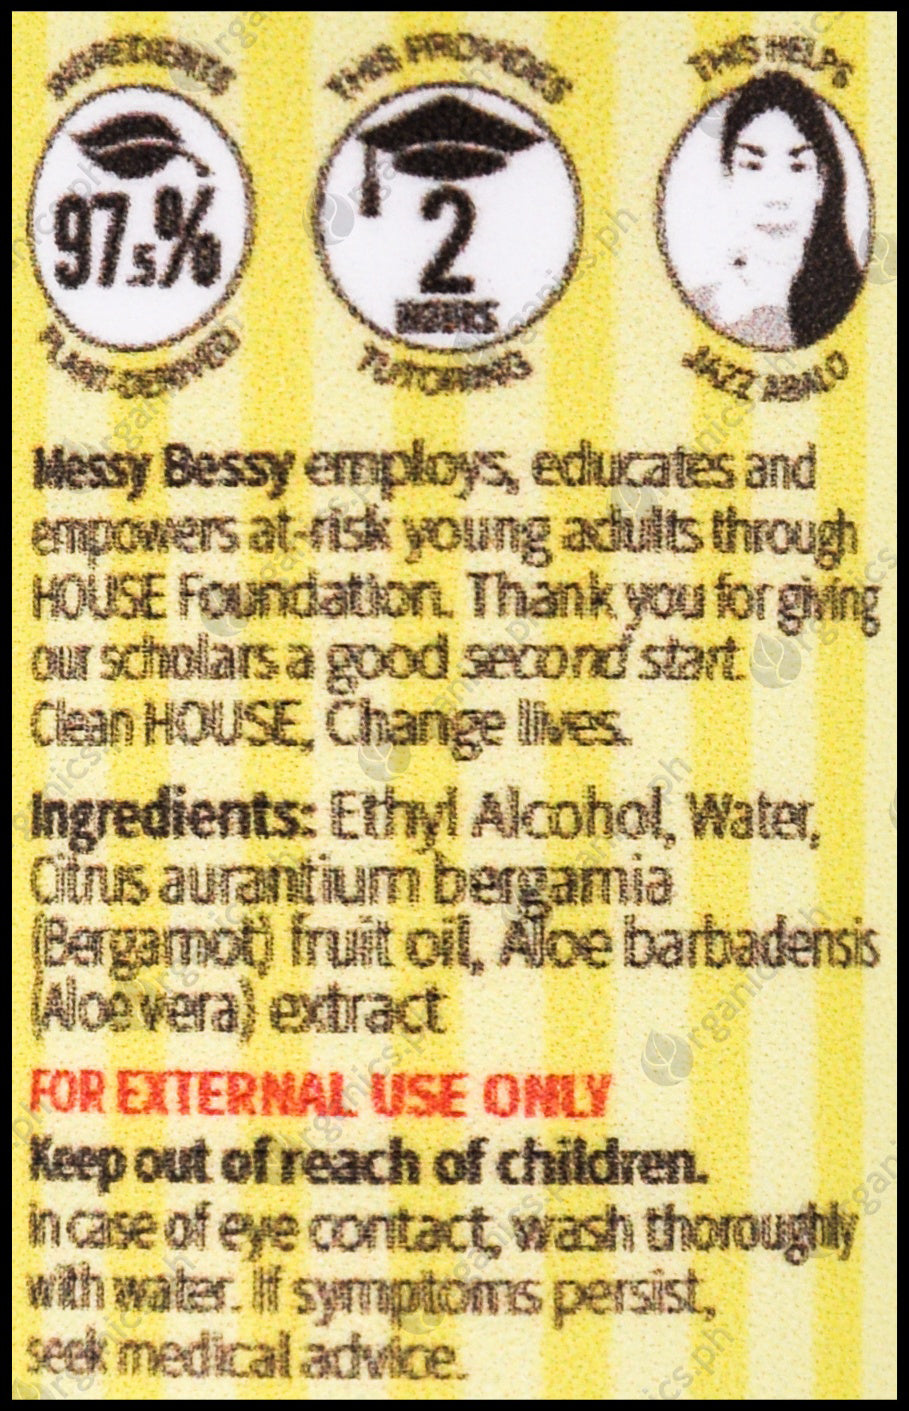 INGREDIENTS
97.5%
PLANT-DERIVED
THIS PROVIDES
2
HOURS
TUTORING
THIS HELPS
JAZZ ABALO
Messy Bessy employs, educates and
empowers at-risk young adults through
HOUSE Foundation. Thank you for giving
our scholars a good second start.
Clean HOUSE, Change lives.
Ingredients: Ethyl Alcohol, Water,
Citrus aurantium bergamia
(Bergamot) fruit oil, Aloe barbadensis
(Aloe vera) extract
FOR EXTERNAL USE ONLY
Keep out of reach of children.
In case of eye contact, wash thoroughly
with water. If symptoms persist,
seek medical advice.
organics.ph